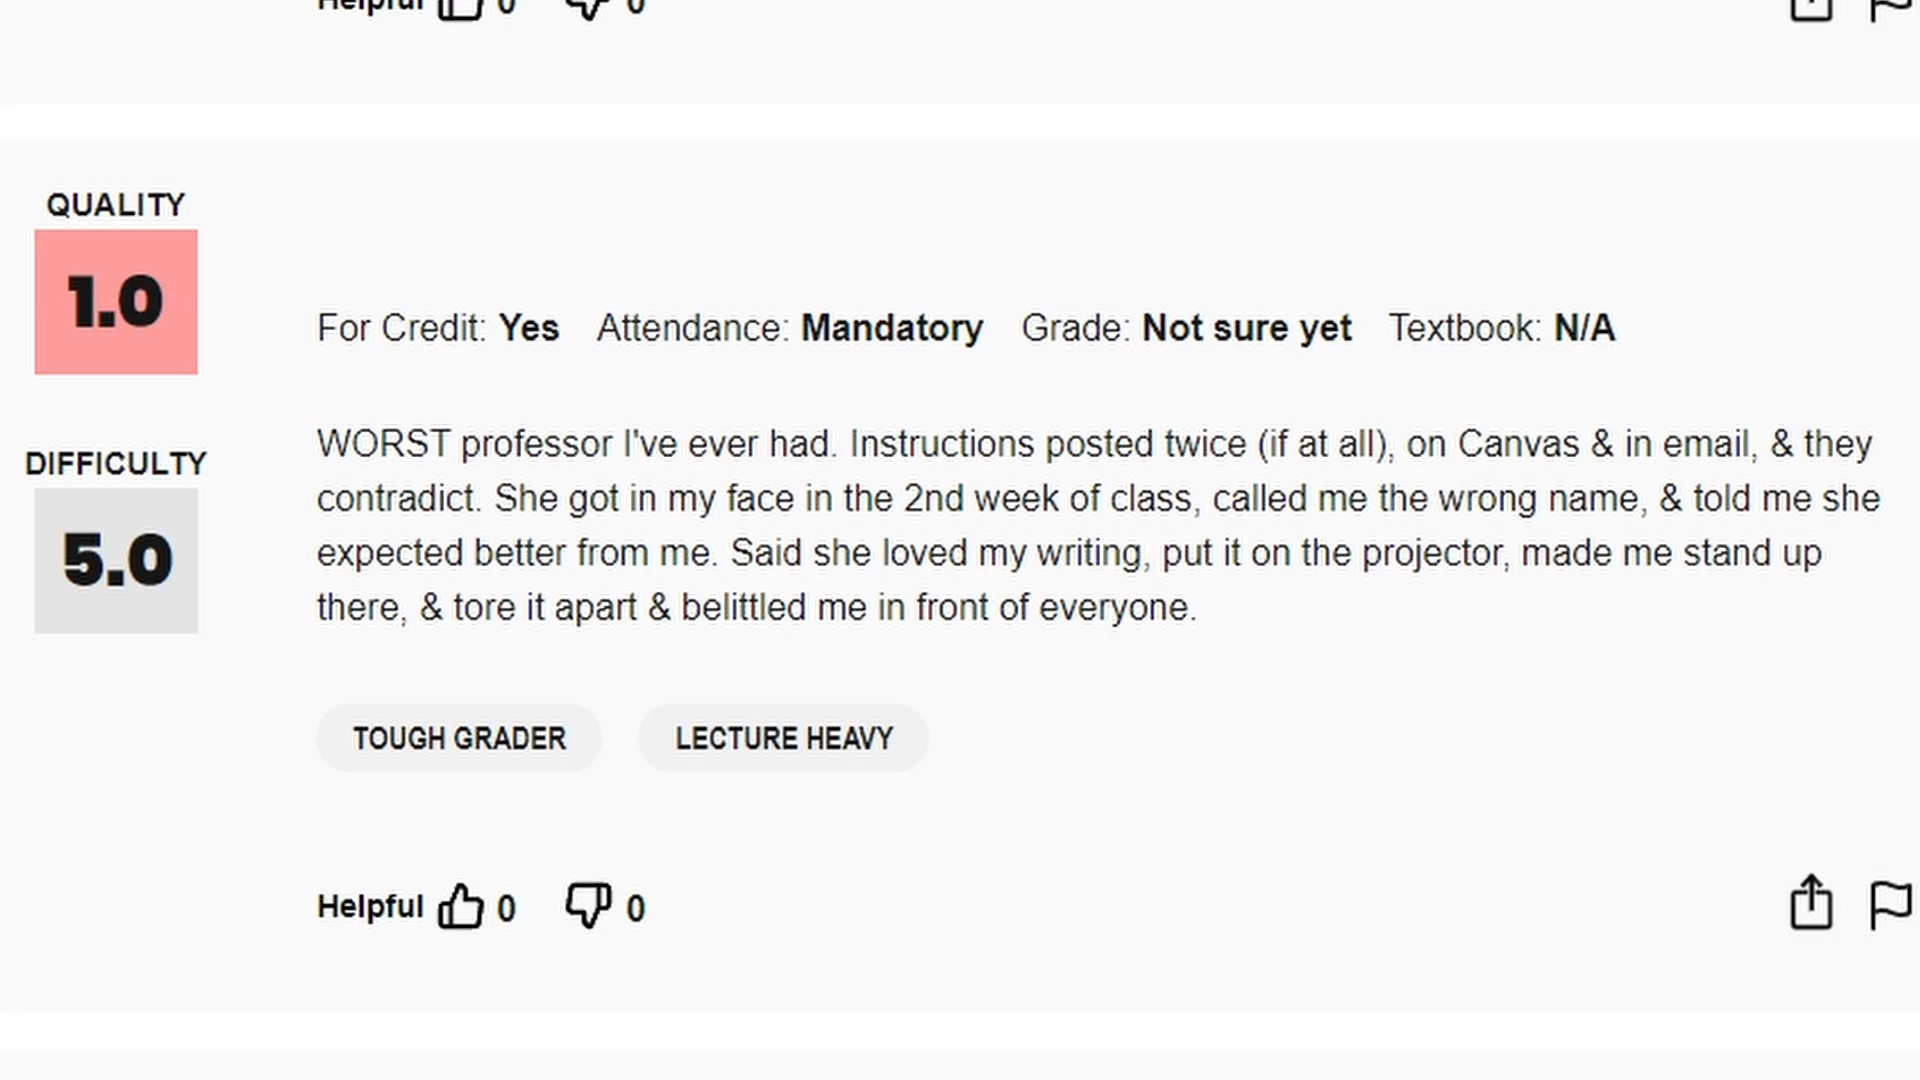 Helpful 0 0
QUALITY
1.0
For Credit: Yes Attendance: Mandatory Grade: Not sure yet Textbook: N/A
DIFFICULTY
5.0
WORST professor I've ever had. Instructions posted twice (if at all), on Canvas & in email, & they
contradict. She got in my face in the 2nd week of class, called me the wrong name, & told me she
expected better from me. Said she loved my writing, put it on the projector, made me stand up
there, & tore it apart & belittled me in front of everyone.
TOUGH GRADER LECTURE HEAVY
Helpful 0 0